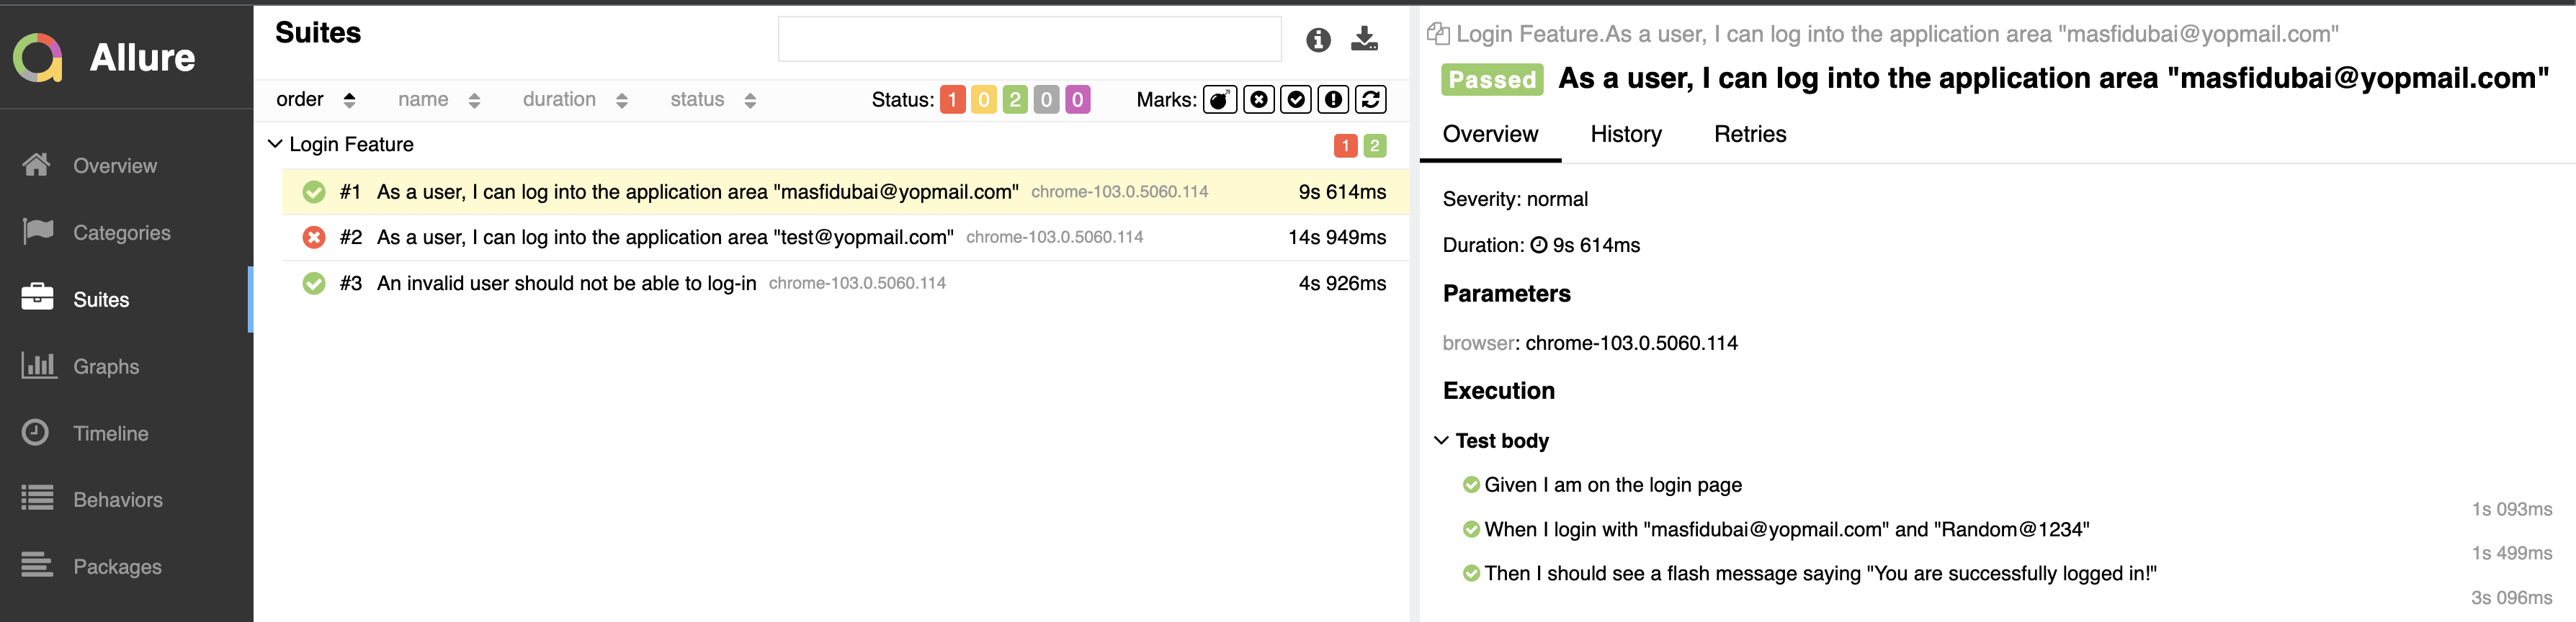 Allure
Overview
Categories
Suites
Graphs
Timeline
Behaviors
Packages
Suites
order name duration status Status: 1 0 2 0 0 Marks:
Login Feature 1 2
#1 As a user, I can log into the application area "masfidubai@yopmail.com" chrome-103.0.5060.114 9s 614ms
#2 As a user, I can log into the application area "test@yopmail.com" chrome-103.0.5060.114 14s 949ms
#3 An invalid user should not be able to log-in chrome-103.0.5060.114 4s 926ms
Login Feature.As a user, I can log into the application area "masfidubai@yopmail.com"
Passed As a user, I can log into the application area "masfidubai@yopmail.com"
Overview History Retries
Severity: normal
Duration: 9s 614ms
Parameters
browser: chrome-103.0.5060.114
Execution
Test body
Given I am on the login page
1s 093ms
When I login with "masfidubai@yopmail.com" and "Random@1234"
1s 499ms
Then I should see a flash message saying "You are successfully logged in!"
3s 096ms